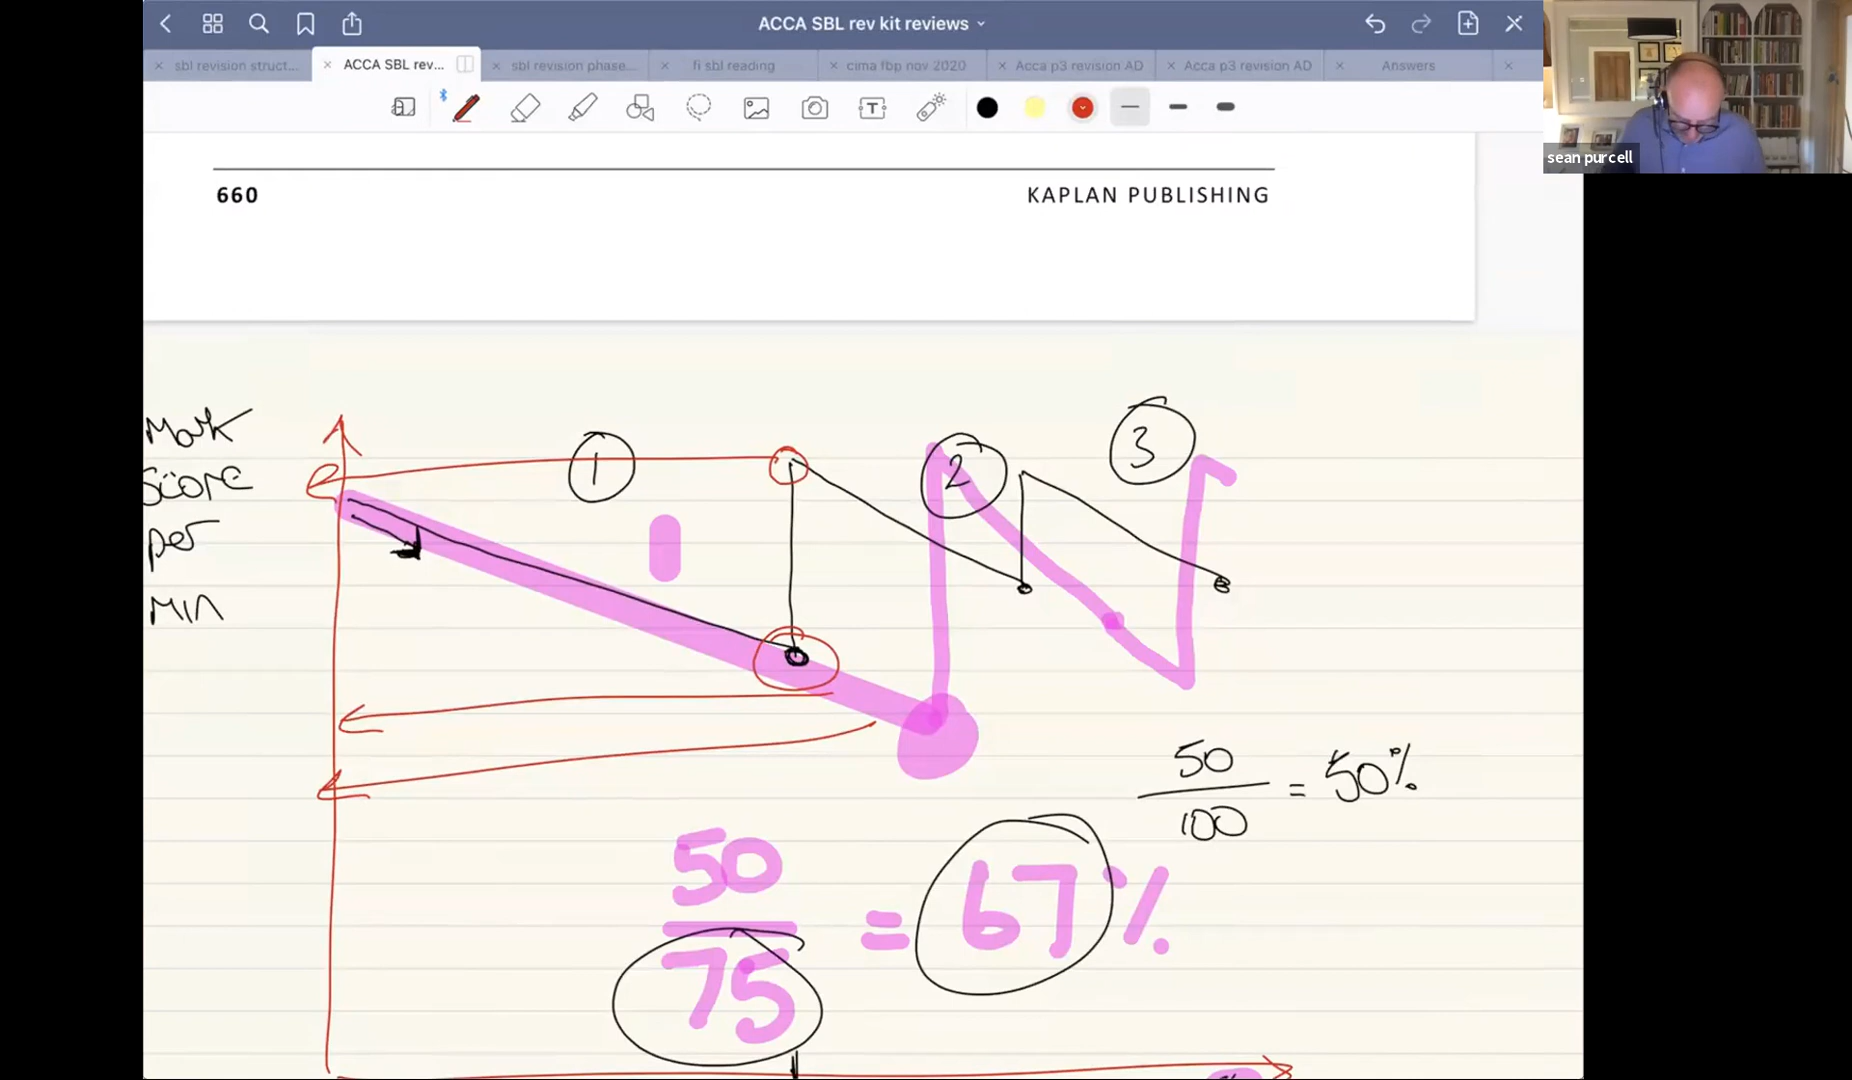 ACCA SBL rev kit reviews
sbl revision struct...
ACCA SBL rev...
sbl revision phase...
fi sbl reading
cima fbp nov 2020
Acca p3 revision AD
Acca p3 revision AD
Answers
sean purcell
660
KAPLAN PUBLISHING
Mark
Score
per
Min
1
2
3
50
100
= 50%
50
75
= 67%